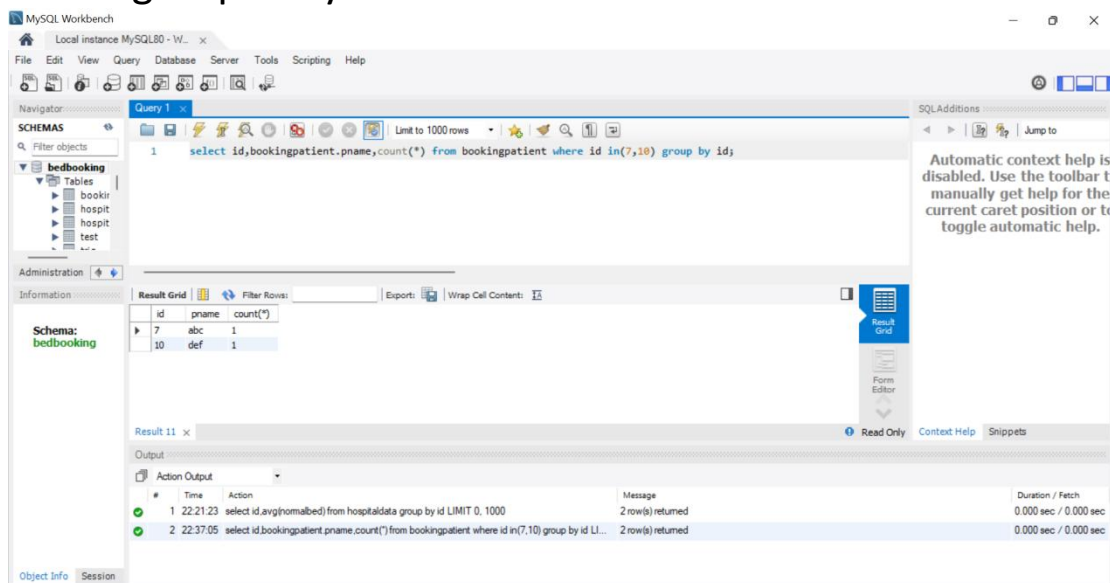 MySQL Workbench
Local instance MySQL80 - W...
File Edit View Query Database Server Tools Scripting Help
Navigator
SCHEMAS
Filter objects
bedbooking
Tables
bookir
hospit
hospit
test
Administration
Information
Schema:
bedbooking
Object Info Session
Query 1
Limit to 1000 rows
1 select id,bookingpatient.pname,count(*) from bookingpatient where id in(7,10) group by id;
Result Grid Filter Rows: Export: Wrap Cell Content: IA
id pname count(*)
7 abc 1
10 def 1
Result Grid
Form Editor
Result 11
Read Only
Output
Action Output
# Time Action Message Duration / Fetch
1 22:21:23 select id,avg(nomalbed) from hospitaldata group by id LIMIT 0, 1000 2 row(s) returned 0.000 sec / 0.000 sec
2 22:37:05 select id,bookingpatient.pname,count(*) from bookingpatient where id in(7,10) group by id LI... 2 row(s) returned 0.000 sec / 0.000 sec
SQLAdditions
Jump to
Automatic context help is
disabled. Use the toolbar t
manually get help for the
current caret position or to
toggle automatic help.
Context Help Snippets